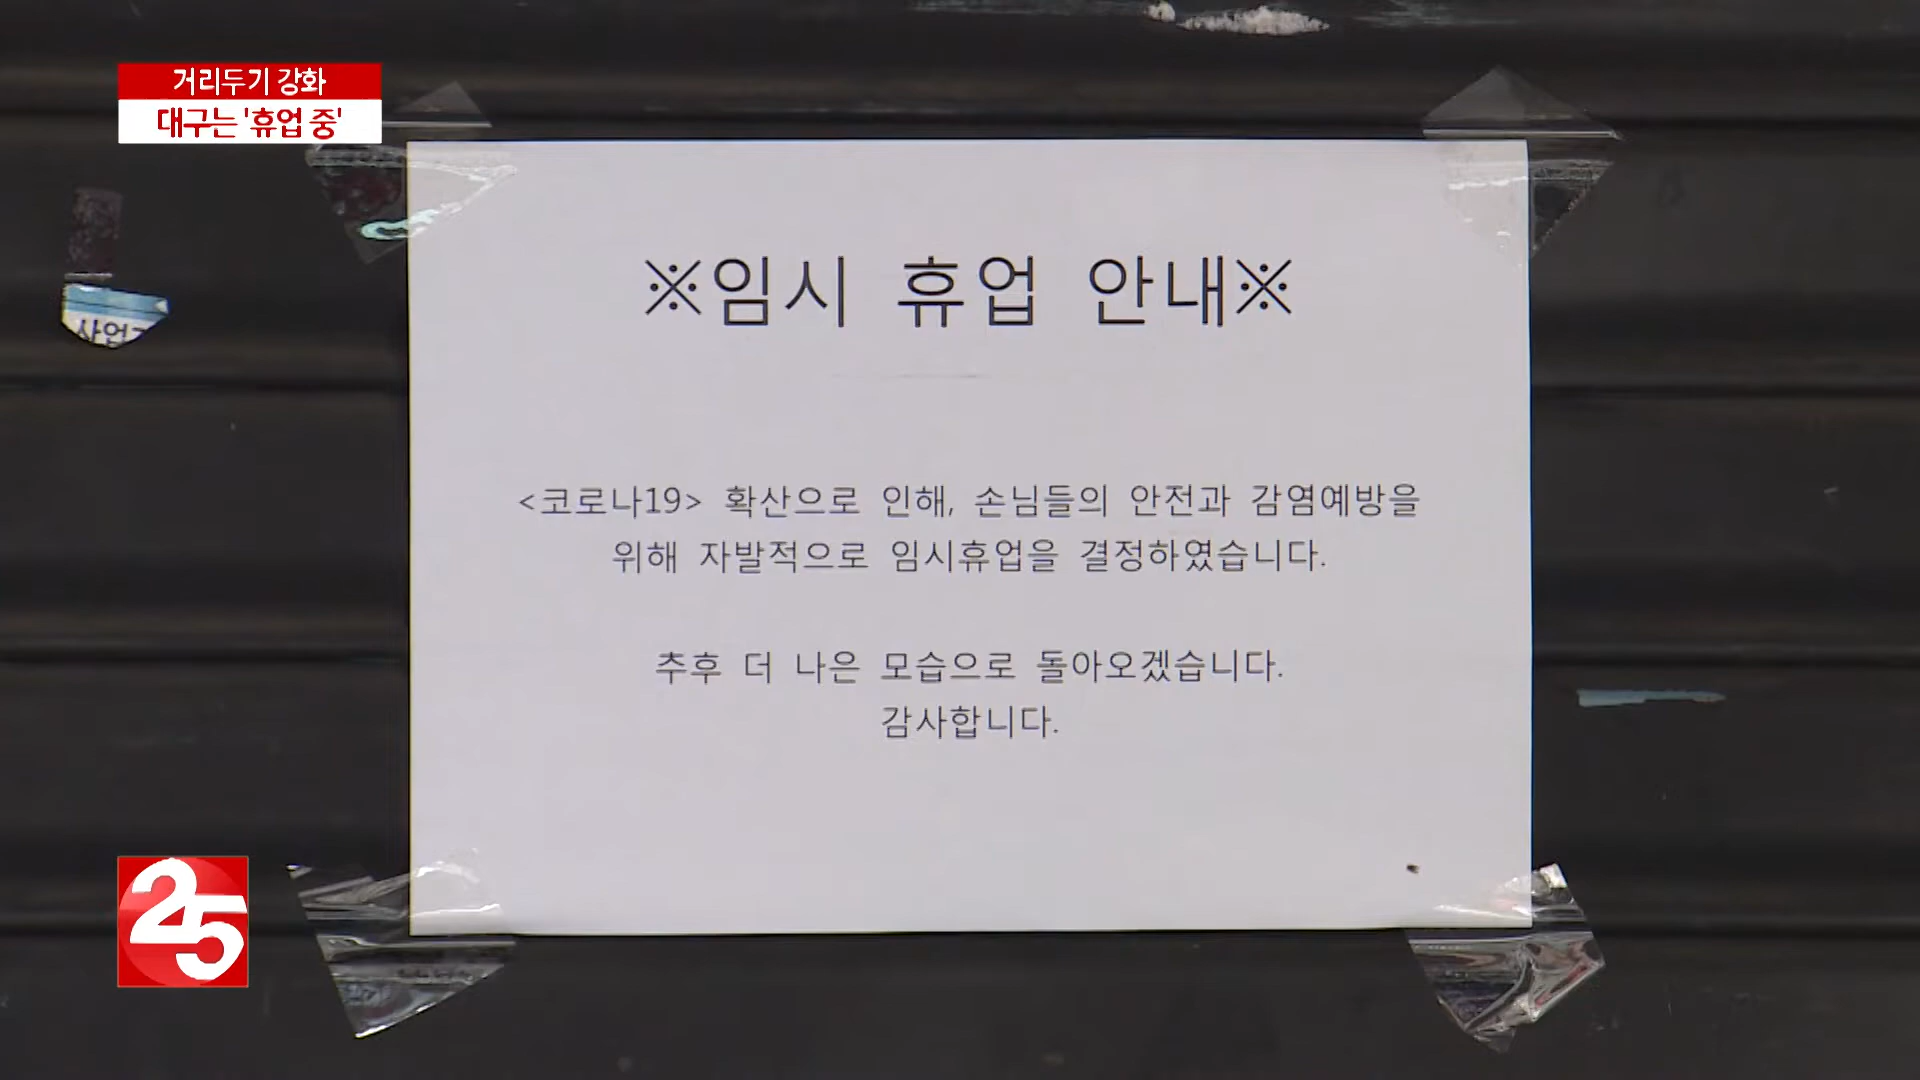 거리두기 강화
대구는 '휴업 중'
※임시 휴업 안내※
<코로나19> 확산으로 인해, 손님들의 안전과 감염예방을
위해 자발적으로 임시휴업을 결정하였습니다.
추후 더 나은 모습으로 돌아오겠습니다.
감사합니다.
25